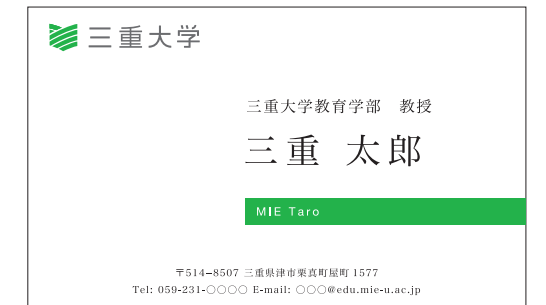 三重大学
三重大学教育学部　教授
三重 太郎
MIE Taro
〒514–8507 三重県津市栗真町屋町 1577
Tel: 059-231-〇〇〇〇 E-mail: 〇〇〇@edu.mie-u.ac.jp